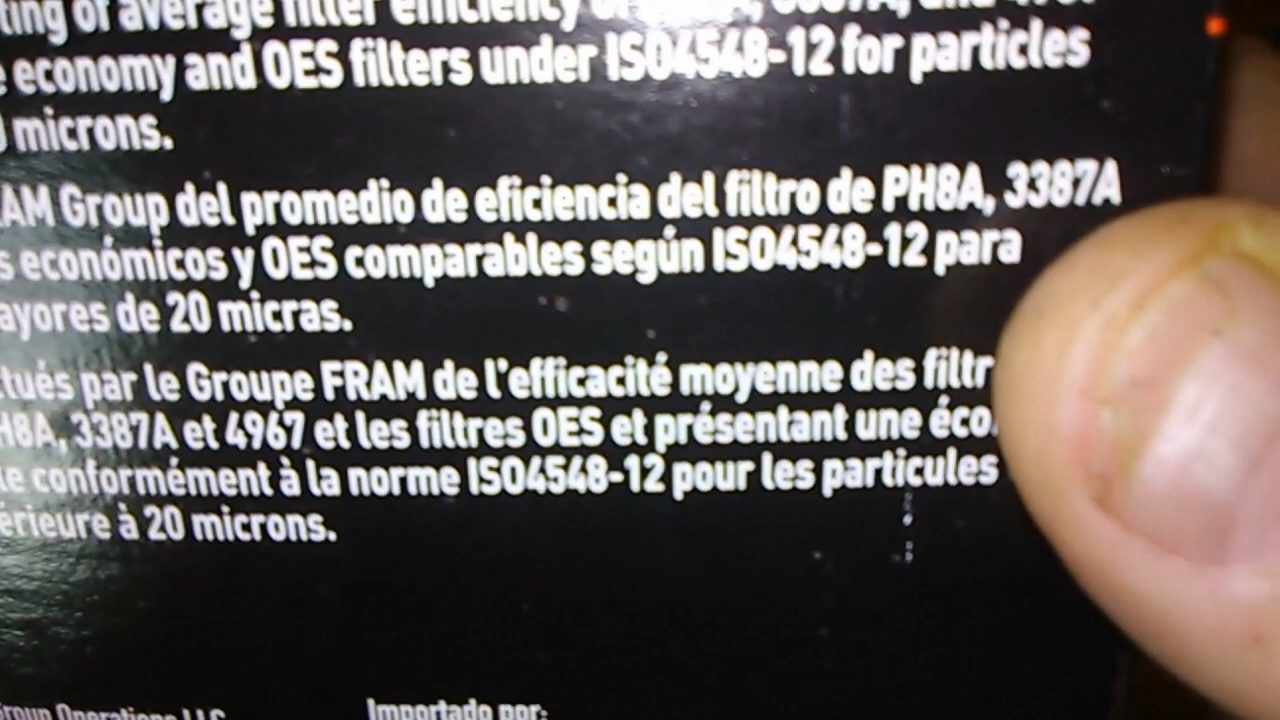 ting of average filter efficiency of PH8A, 3387A, and 4967
economy and OES filters under ISO4548-12 for particles
microns.
AM Group del promedio de eficiencia del filtro de PH8A, 3387A
s económicos y OES comparables según ISO4548-12 para
ayores de 20 micras.
tués par le Groupe FRAM de l'efficacité moyenne des filtr
H8A, 3387A et 4967 et les filtres OES et présentant une éco
le conformément à la norme ISO4548-12 pour les particules
érieure à 20 microns.
Group Operations LLC
Importado por: